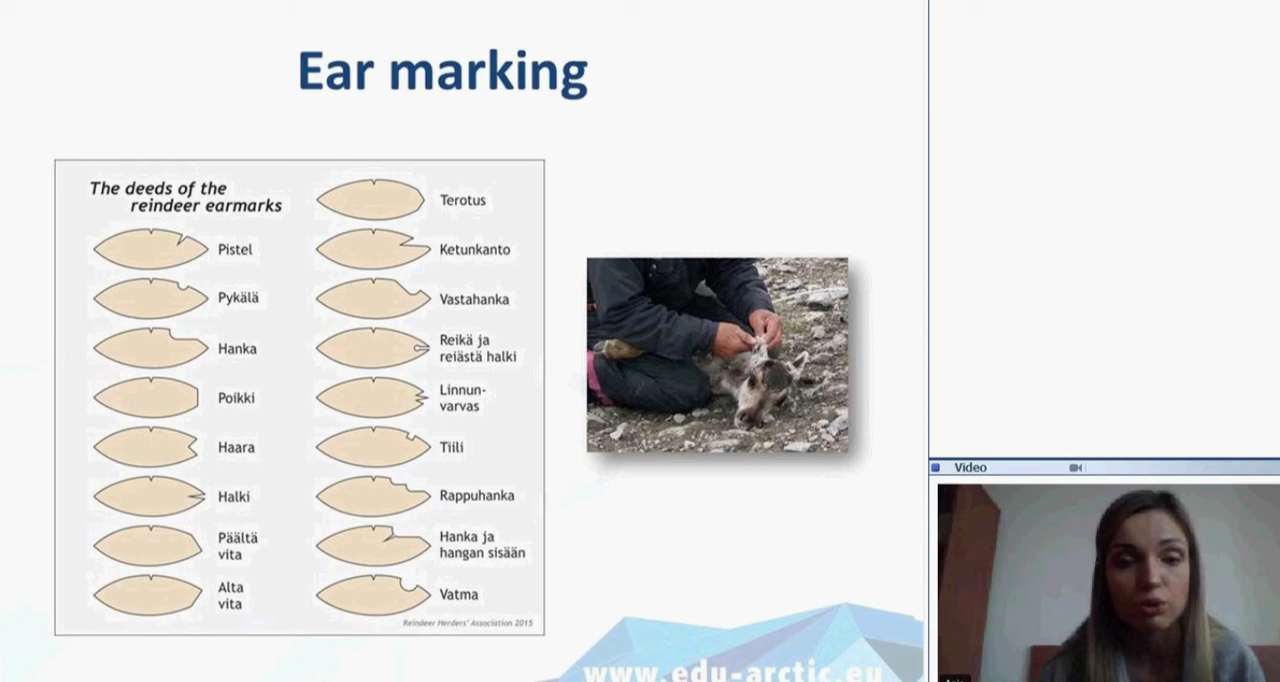 Ear marking
The deeds of the
reindeer earmarks
Pistel
Pykälä
Hanka
Poikki
Haara
Halki
Päältä
vita
Alta
vita
Terotus
Ketunkanto
Vastahanka
Reikä ja
reiästä halki
Linnun-
varvas
Tiili
Rappuhanka
Hanka ja
hangan sisään
Vatma
Reindeer Herders' Association 2015
www.edu-arctic.eu
Video